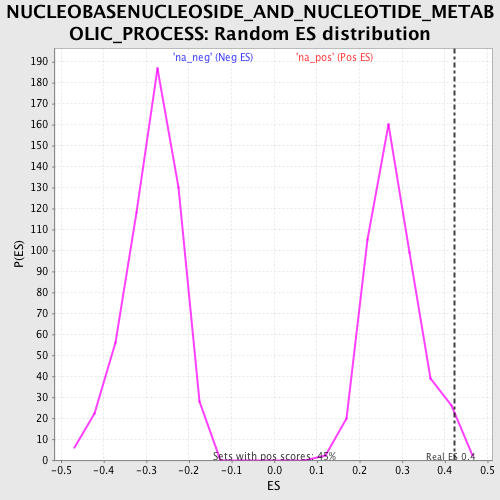 NUCLEOBASENUCLEOSIDE_AND_NUCLEOTIDE_METAB
OLIC_PROCESS: Random ES distribution
'na_neg' (Neg ES) 'na_pos' (Pos ES)
190
180
170
160
150
140
130
120
110
100
90
80
70
60
50
40
30
20
10
0
P(ES)
Sets with pos scores: 45%
Real ES 0.4
-0.5 -0.4 -0.3 -0.2 -0.1 0.0 0.1 0.2 0.3 0.4 0.5
ES